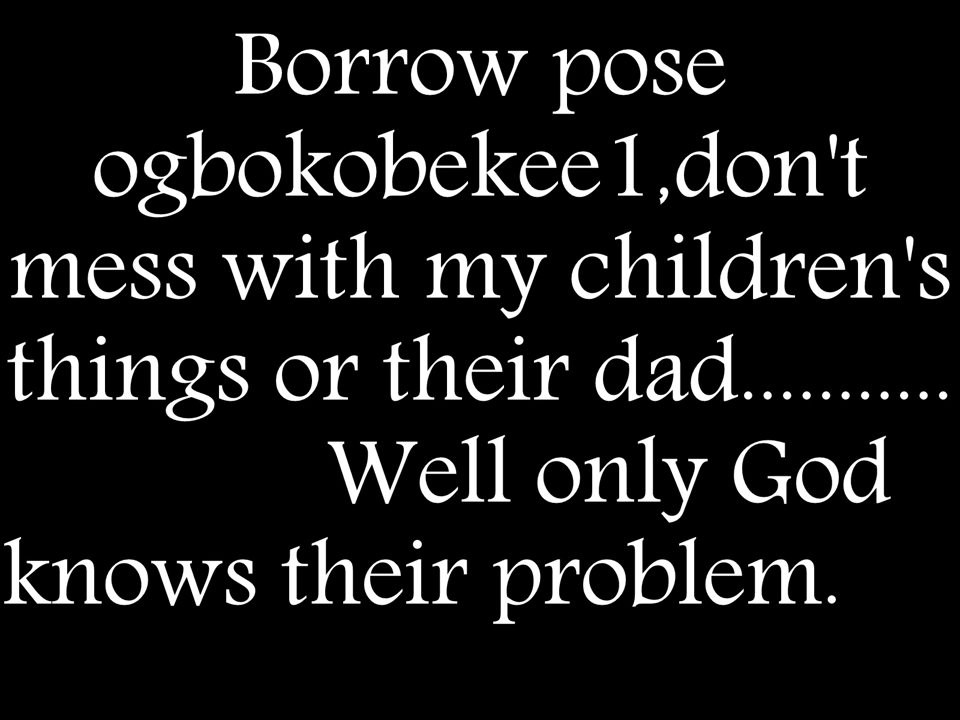 Borrow pose
ogbokobekee1,don't
mess with my children's
things or their dad...........
Well only God
knows their problem.